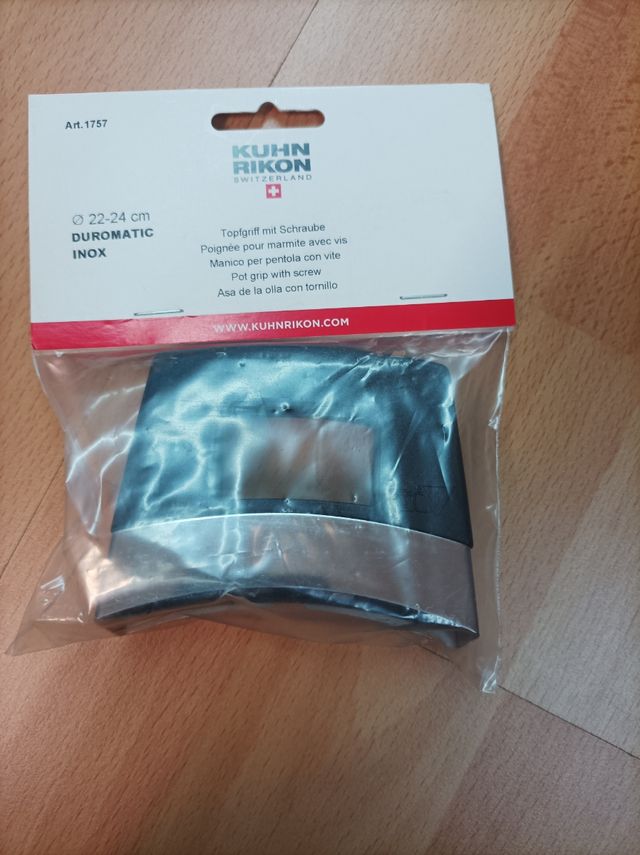 Art.1757
KUHN
RIKON
SWITZERLAND
Ø 22-24 cm
DUROMATIC
INOX
Topfgriff mit Schraube
Poignée pour marmite avec vis
Manico per pentola con vite
Pot grip with screw
Asa de la olla con tornillo
WWW.KUHNRIKON.COM